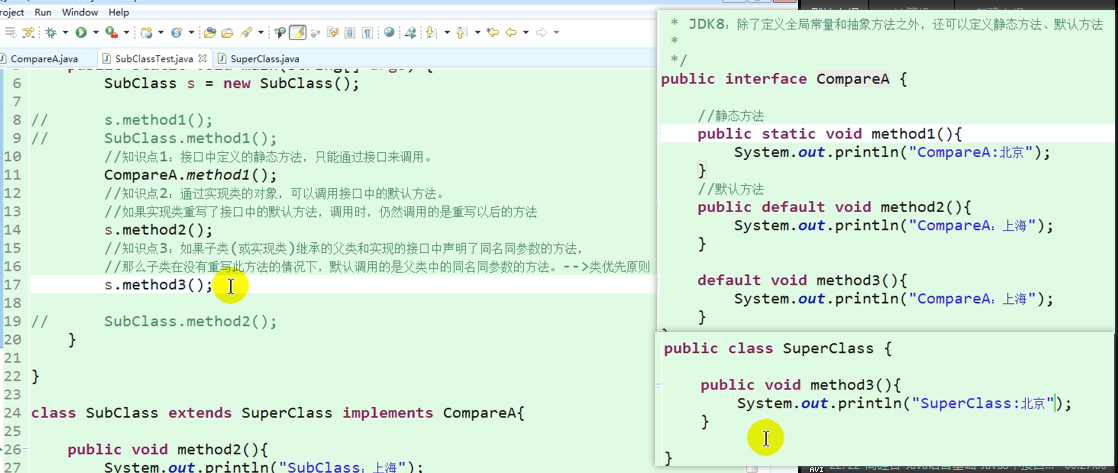 roject Run Window Help
CompareA.java SubClassTest.java SuperClass.java
6 SubClass s = new SubClass();
7
8 // s.method1();
9 // SubClass.method1();
10 //知识点1：接口中定义的静态方法，只能通过接口来调用。
11 CompareA.method1();
12 //知识点2：通过实现类的对象，可以调用接口中的默认方法。
13 //如果实现类重写了接口中的默认方法，调用时，仍然调用的是重写以后的方法
14 s.method2();
15 //知识点3：如果子类(或实现类)继承的父类和实现的接口中声明了同名同参数的方法，
16 //那么子类在没有重写此方法的情况下，默认调用的是父类中的同名同参数的方法。-->类优先原则
17 s.method3();
18
19 // SubClass.method2();
20 }
21
22 }
23
24 class SubClass extends SuperClass implements CompareA{
25
26 public void method2(){
27 System.out.println("SubClass：上海");
* JDK8：除了定义全局常量和抽象方法之外，还可以定义静态方法、默认方法
*
*/
public interface CompareA {
//静态方法
public static void method1(){
System.out.println("CompareA:北京");
}
//默认方法
public default void method2(){
System.out.println("CompareA：上海");
}
default void method3(){
System.out.println("CompareA：上海");
}
public class SuperClass {
public void method3(){
System.out.println("SuperClass:北京");
}
}